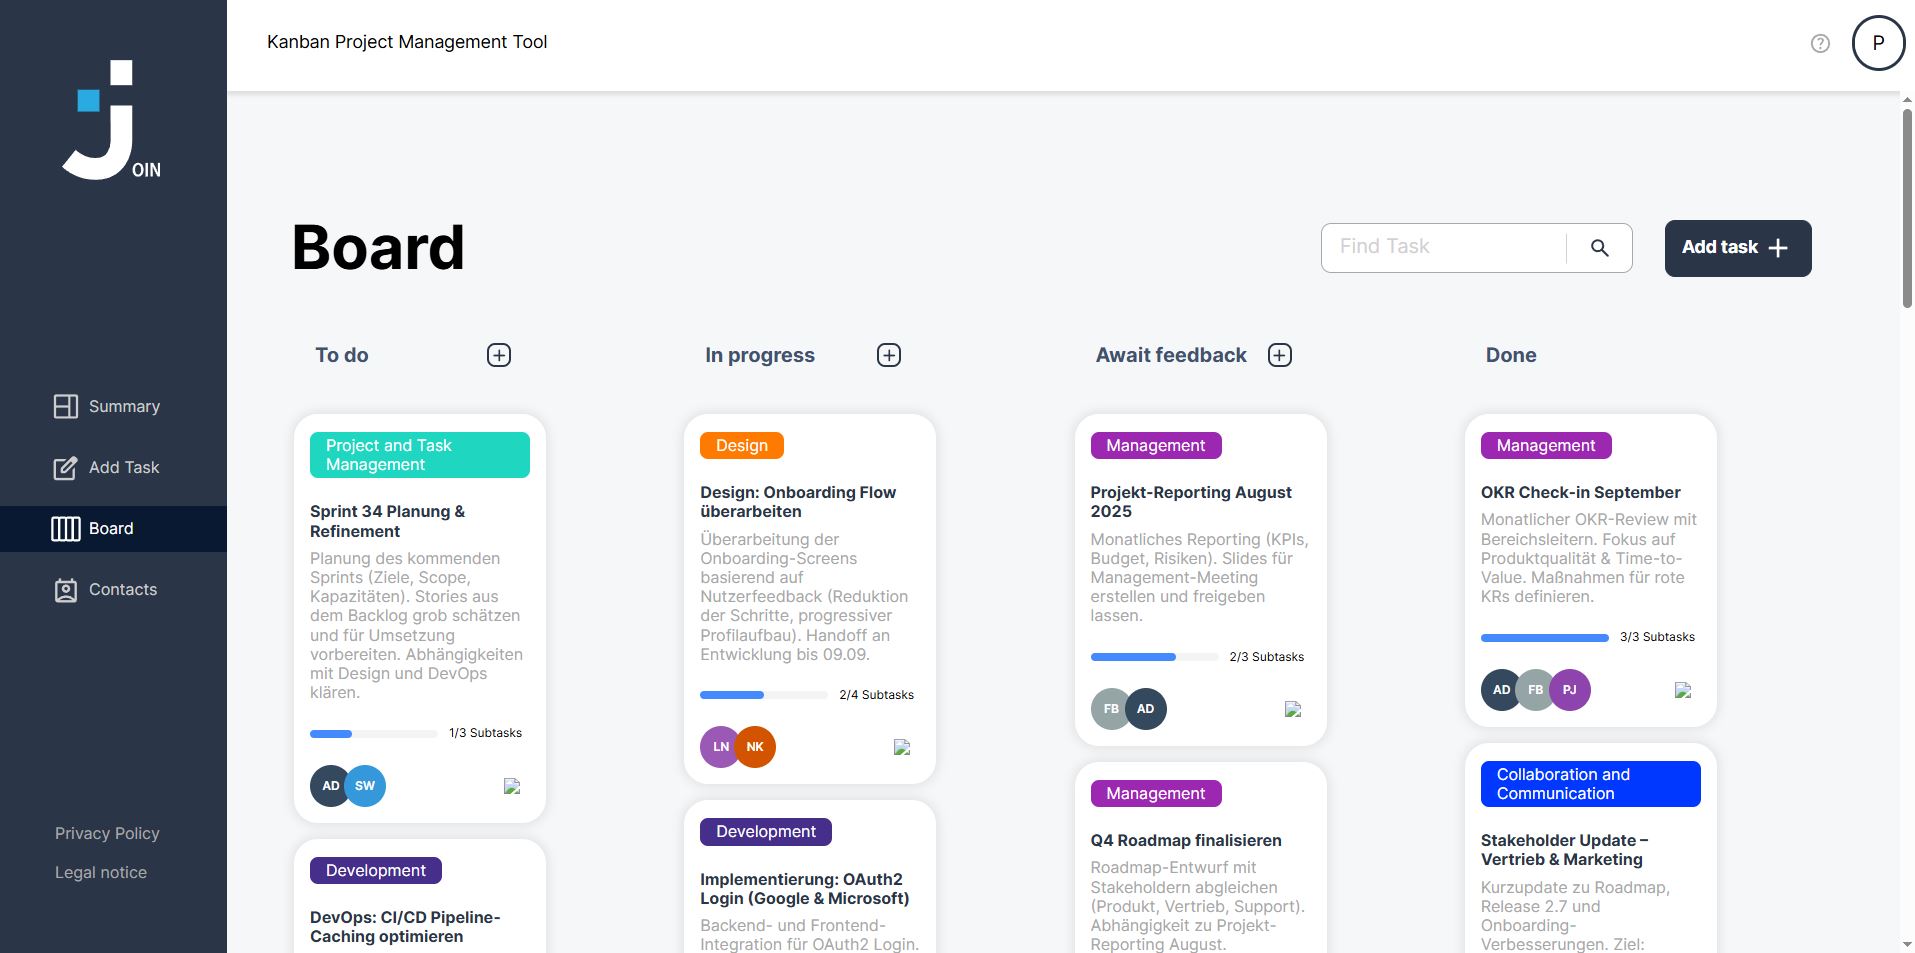 OIN
Summary
Add Task
Board
Contacts
Privacy Policy
Legal notice
Kanban Project Management Tool
P
Board
Find Task
Add task
To do
Project and Task
Management
Sprint 34 Planung &
Refinement
Planung des kommenden
Sprints (Ziele, Scope,
Kapazitäten). Stories aus
dem Backlog grob schätzen
und für Umsetzung
vorbereiten. Abhängigkeiten
mit Design und DevOps
klären.
1/3 Subtasks
AD SW
Development
DevOps: CI/CD Pipeline-
Caching optimieren
In progress
Design
Design: Onboarding Flow
überarbeiten
Überarbeitung der
Onboarding-Screens
basierend auf
Nutzerfeedback (Reduktion
der Schritte, progressiver
Profilaufbau). Handoff an
Entwicklung bis 09.09.
2/4 Subtasks
LN NK
Development
Implementierung: OAuth2
Login (Google & Microsoft)
Backend- und Frontend-
Integration für OAuth2 Login.
Await feedback
Management
Projekt-Reporting August
2025
Monatliches Reporting (KPIs,
Budget, Risiken). Slides für
Management-Meeting
erstellen und freigeben
lassen.
2/3 Subtasks
FB AD
Management
Q4 Roadmap finalisieren
Roadmap-Entwurf mit
Stakeholdern abgleichen
(Produkt, Vertrieb, Support).
Abhängigkeit zu Projekt-
Reporting August.
Done
Management
OKR Check-in September
Monatlicher OKR-Review mit
Bereichsleitern. Fokus auf
Produktqualität & Time-to-
Value. Maßnahmen für rote
KRs definieren.
3/3 Subtasks
AD FB PJ
Collaboration and
Communication
Stakeholder Update –
Vertrieb & Marketing
Kurzupdate zu Roadmap,
Release 2.7 und
Onboarding-
Verbesserungen. Ziel: